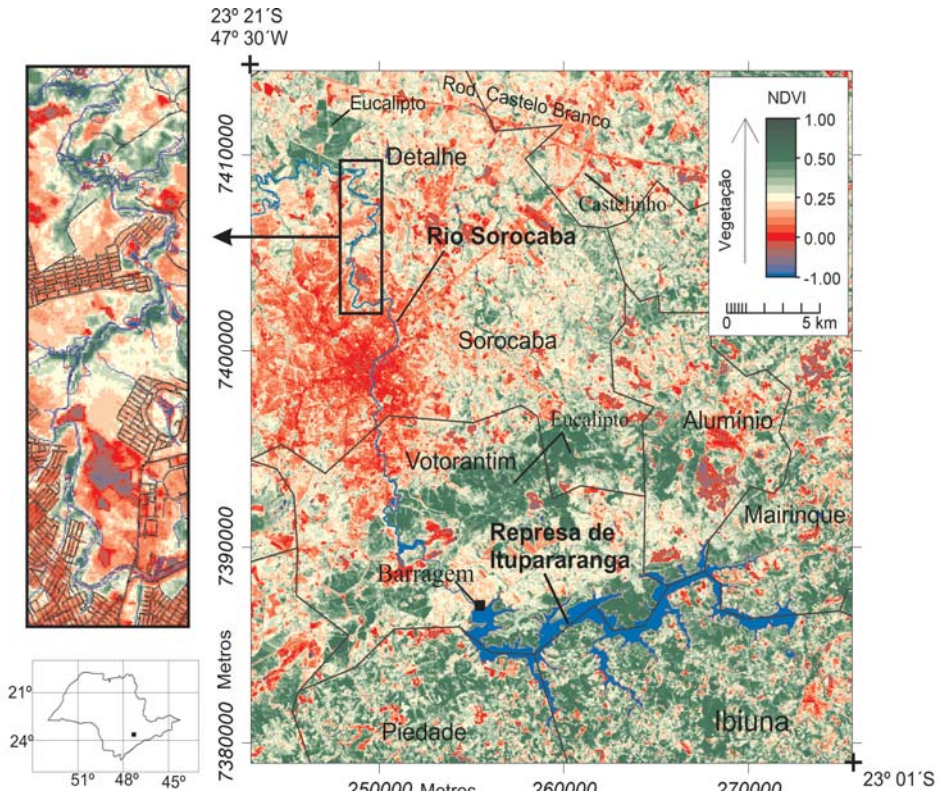 23º 21´S
47º 30´W
Eucalipto
Rod. Castelo Branco
Detalhe
Castelinho
Rio Sorocaba
Sorocaba
NDVI
Vegetação
1.00
0.50
0.25
0.00
-1.00
0
5 km
7410000
7400000
7390000
7380000
Metros
Eucalipto
Alumínio
Votorantim
Mairinque
Represa de
Itupararanga
Barragem
Piedade
Ibiuna
21º
24º
51º
48º
45º
250000
Metros
260000
270000
23º 01´S